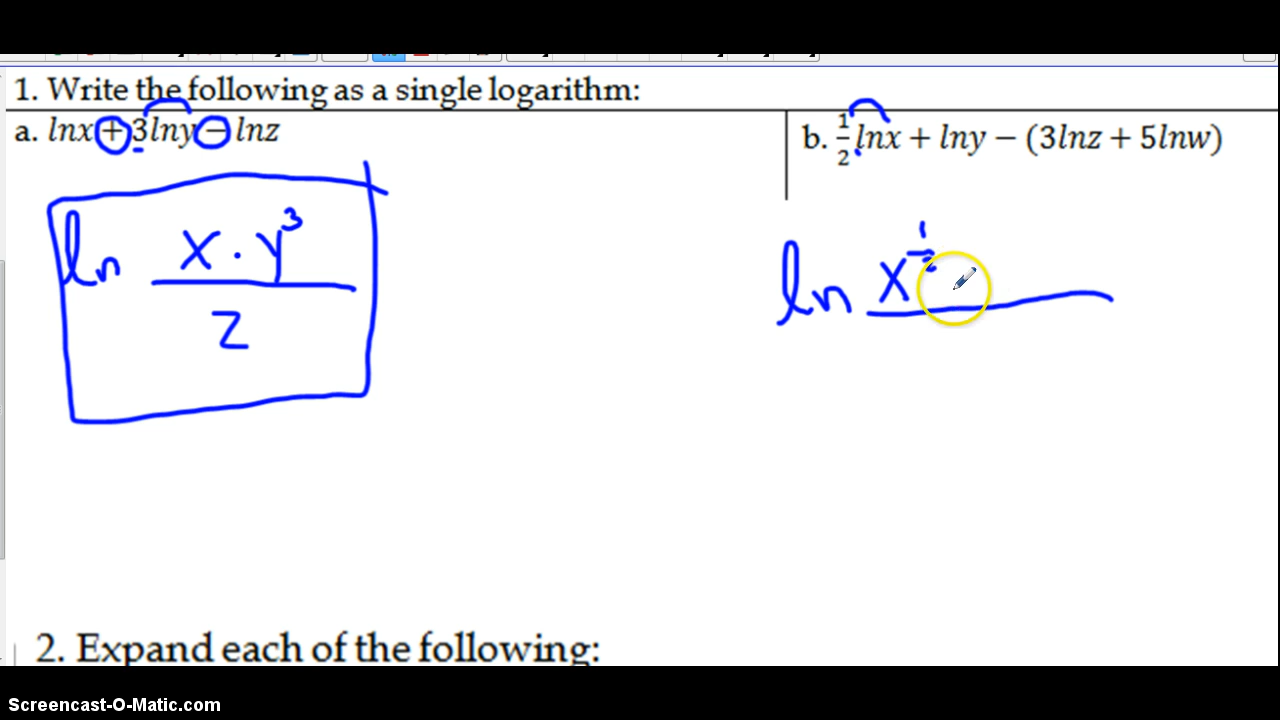 1. Write the following as a single logarithm:
a. lnx + 3lny − lnz
b. 1/2 lnx + lny − (3lnz + 5lnw)
ln x · y³ / z
ln x^1/2
2. Expand each of the following:
Screencast-O-Matic.com